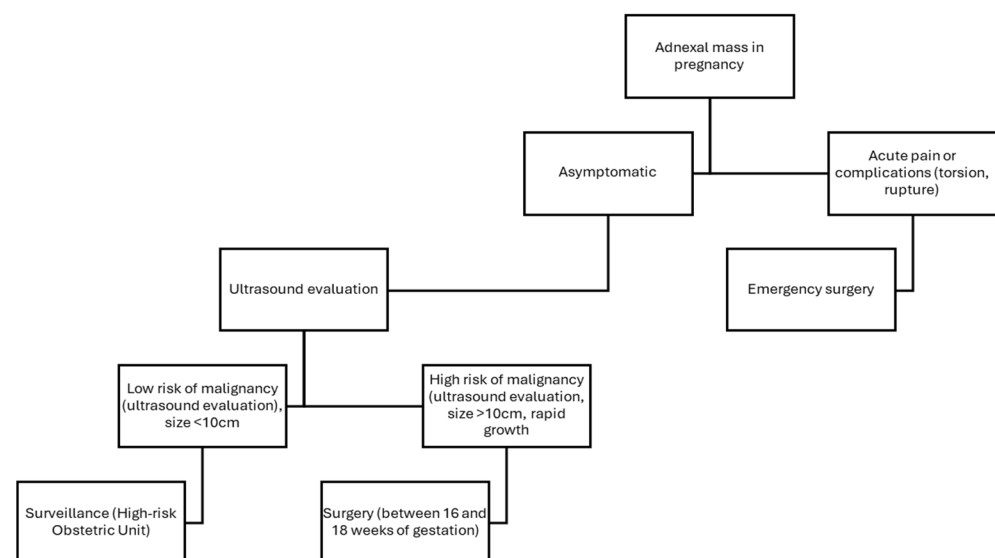 Adnexal mass in
pregnancy
Asymptomatic
Acute pain or
complications (torsion,
rupture)
Ultrasound evaluation
Emergency surgery
Low risk of malignancy
(ultrasound evaluation),
size <10cm
High risk of malignancy
(ultrasound evaluation,
size >10cm, rapid
growth
Surveillance (High-risk
Obstetric Unit)
Surgery (between 16 and
18 weeks of gestation)